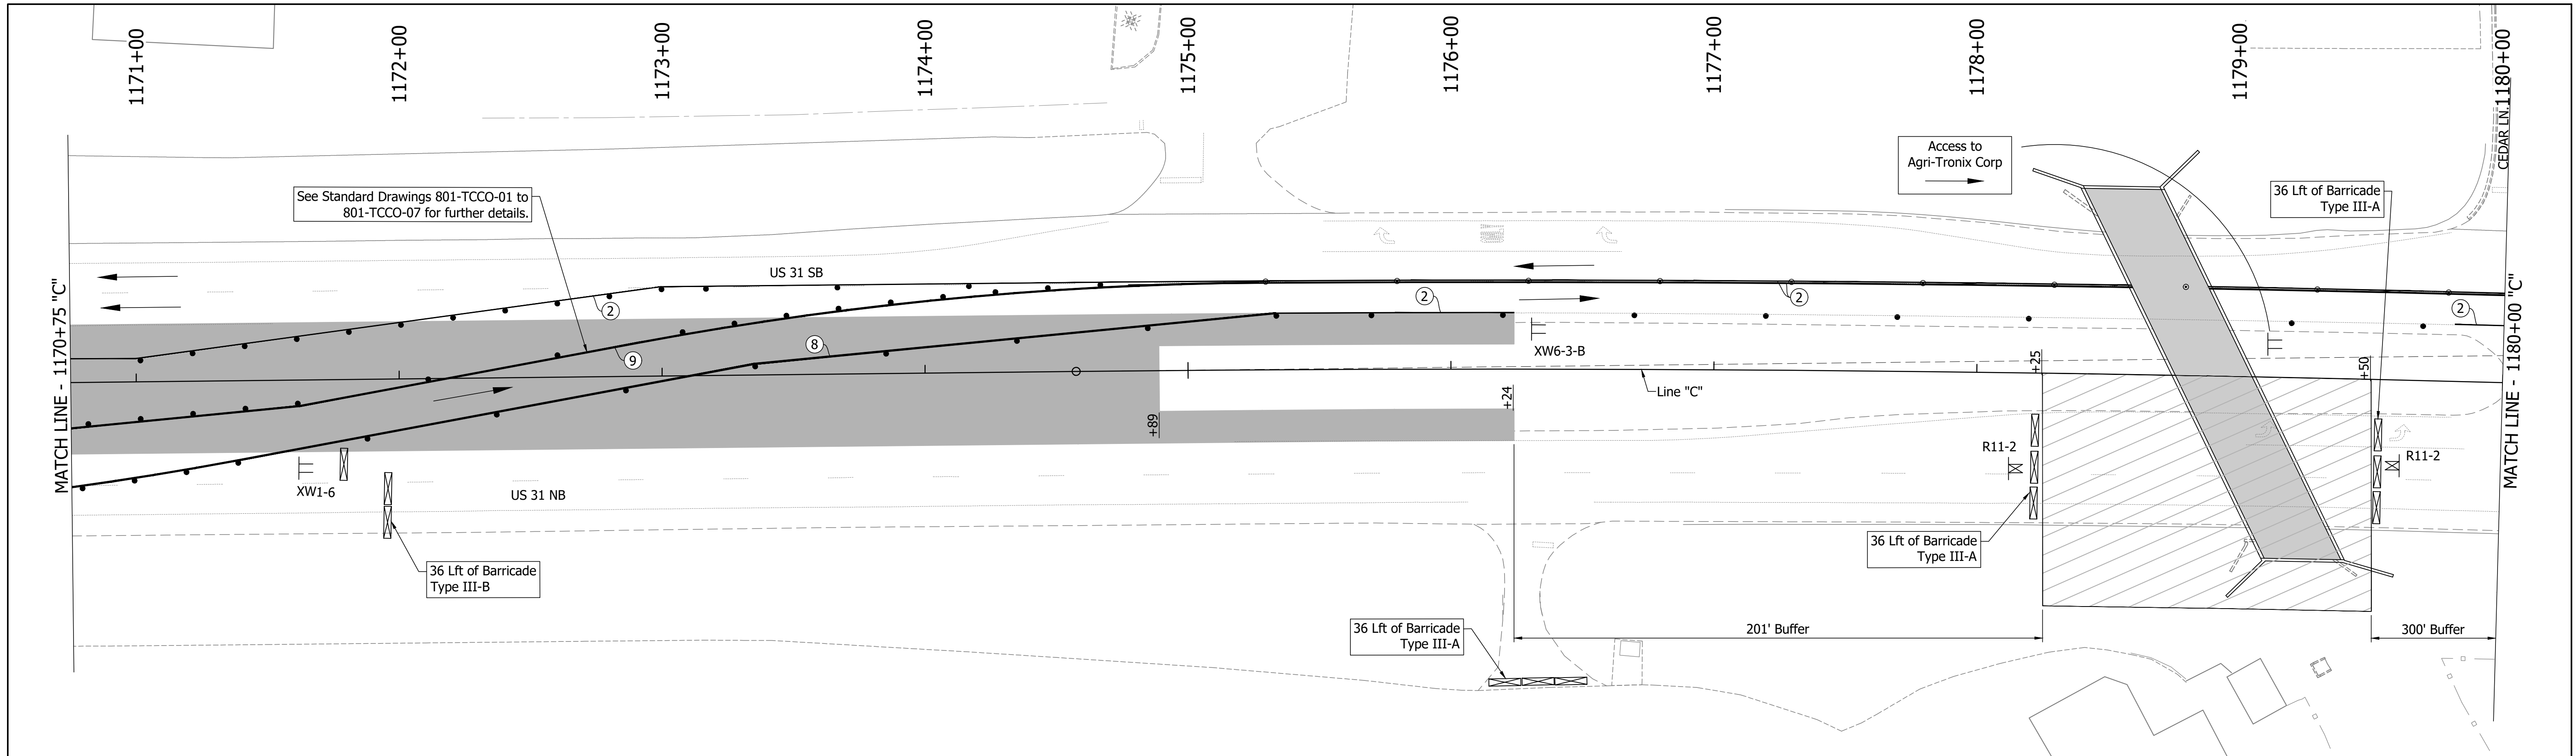 1171+00
1172+00
1173+00
1174+00
1175+00
1176+00
1177+00
1178+00
1179+00
1180+00
CEDAR LN.
Access to
Agri-Tronix Corp
36 Lft of Barricade
Type III-A
See Standard Drawings 801-TCCO-01 to
801-TCCO-07 for further details.
US 31 SB
2
2
2
2
8
9
XW6-3-B
MATCH LINE - 1170+75 "C"
MATCH LINE - 1180+00 "C"
Line "C"
+89
+24
+25
+50
R11-2
R11-2
XW1-6
US 31 NB
36 Lft of Barricade
Type III-B
36 Lft of Barricade
Type III-A
36 Lft of Barricade
Type III-A
201' Buffer
300' Buffer